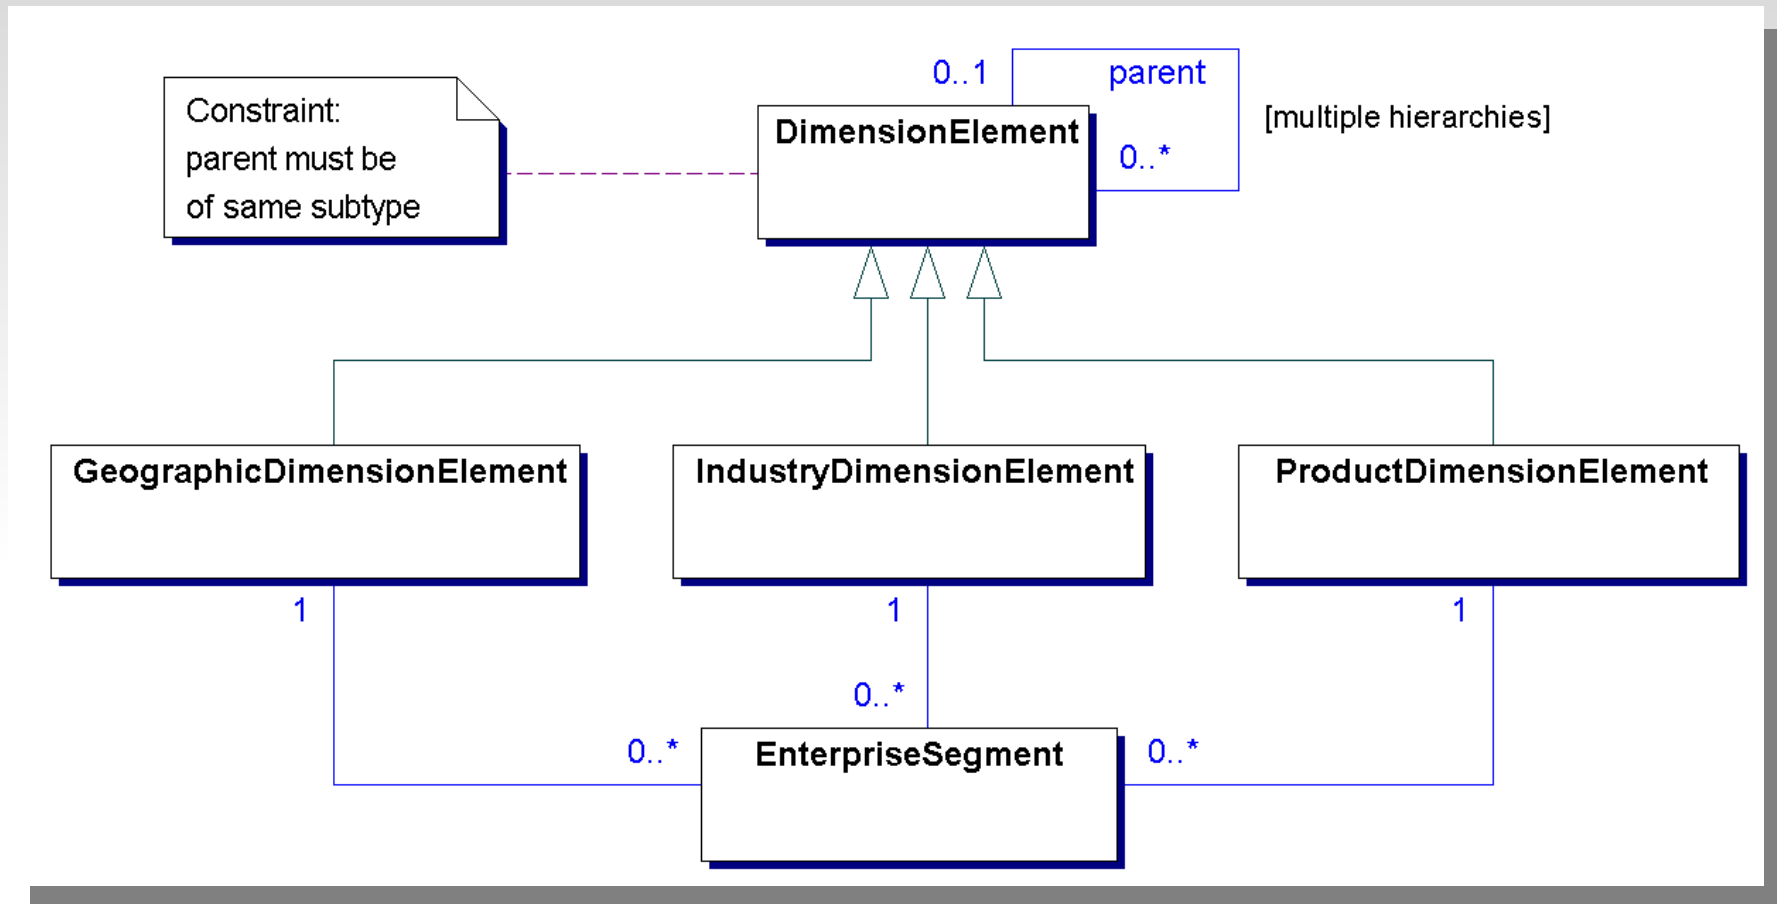 0..1
parent
Constraint:
parent must be
of same subtype
DimensionElement
[multiple hierarchies]
0..*
GeographicDimensionElement
IndustryDimensionElement
ProductDimensionElement
1
1
1
0..*
0..*
EnterpriseSegment
0..*